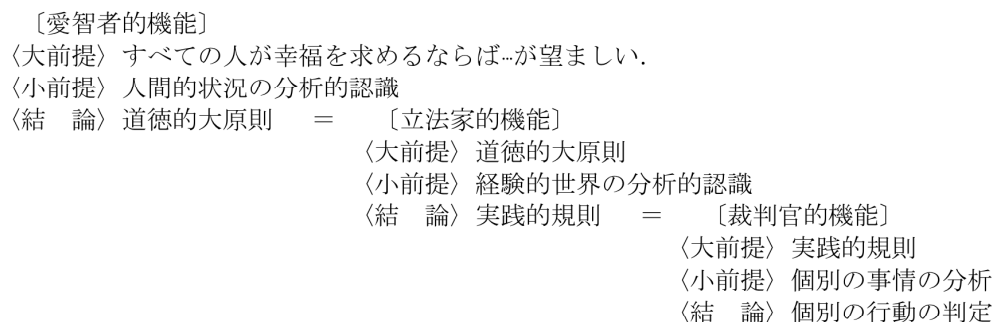 〔愛智者的機能〕
〈大前提〉すべての人が幸福を求めるならば…が望ましい.
〈小前提〉人間的状況の分析的認識
〈結　論〉道徳的大原則　＝　〔立法家的機能〕
〈大前提〉道徳的大原則
〈小前提〉経験的世界の分析的認識
〈結　論〉実践的規則　＝　〔裁判官的機能〕
〈大前提〉実践的規則
〈小前提〉個別の事情の分析
〈結　論〉個別の行動の判定